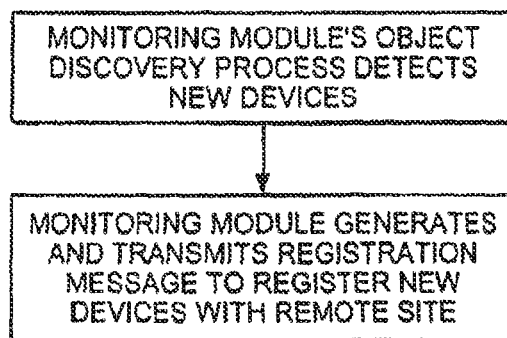 MONITORING MODULE'S OBJECT
DISCOVERY PROCESS DETECTS
NEW DEVICES
MONITORING MODULE GENERATES
AND TRANSMITS REGISTRATION
MESSAGE TO REGISTER NEW
DEVICES WITH REMOTE SITE